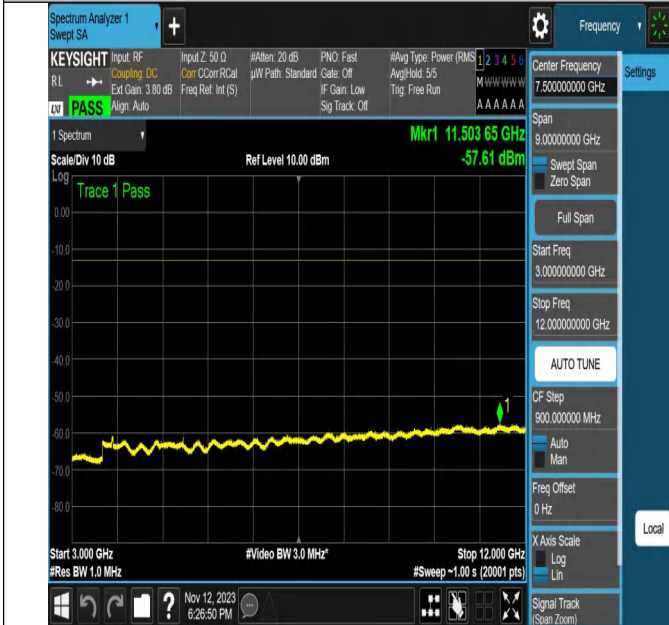 Spectrum Analyzer 1
Swept SA
+
Frequency
KEYSIGHT
RL
LXI PASS
Input: RF
Coupling: DC
Ext Gain: 3.80 dB
Align: Auto
Input Z: 50 Ω
Corr CCorr RCal
Freq Ref: Int (S)
#Atten: 20 dB
µW Path: Standard
PNO: Fast
Gate: Off
IF Gain: Low
Sig Track: Off
#Avg Type: Power (RMS
Avg|Hold: 5/5
Trig: Free Run
1 2 3 4 5 6
M W W W W W
A A A A A A
1 Spectrum
Scale/Div 10 dB
Ref Level 10.00 dBm
Mkr1 11.503 65 GHz
-57.61 dBm
Log
Trace 1 Pass
0.00
-10.0
-20.0
-30.0
-40.0
-50.0
-60.0
-70.0
-80.0
1
Start 3.000 GHz
#Video BW 3.0 MHz*
Stop 12.000 GHz
#Res BW 1.0 MHz
#Sweep ~1.00 s (20001 pts)
Nov 12, 2023
6:26:50 PM
?
Center Frequency
7.500000000 GHz
Settings
Span
9.00000000 GHz
Swept Span
Zero Span
Full Span
Start Freq
3.000000000 GHz
Stop Freq
12.000000000 GHz
AUTO TUNE
CF Step
900.000000 MHz
Auto
Man
Freq Offset
0 Hz
Local
X Axis Scale
Log
Lin
Signal Track
(Span Zoom)